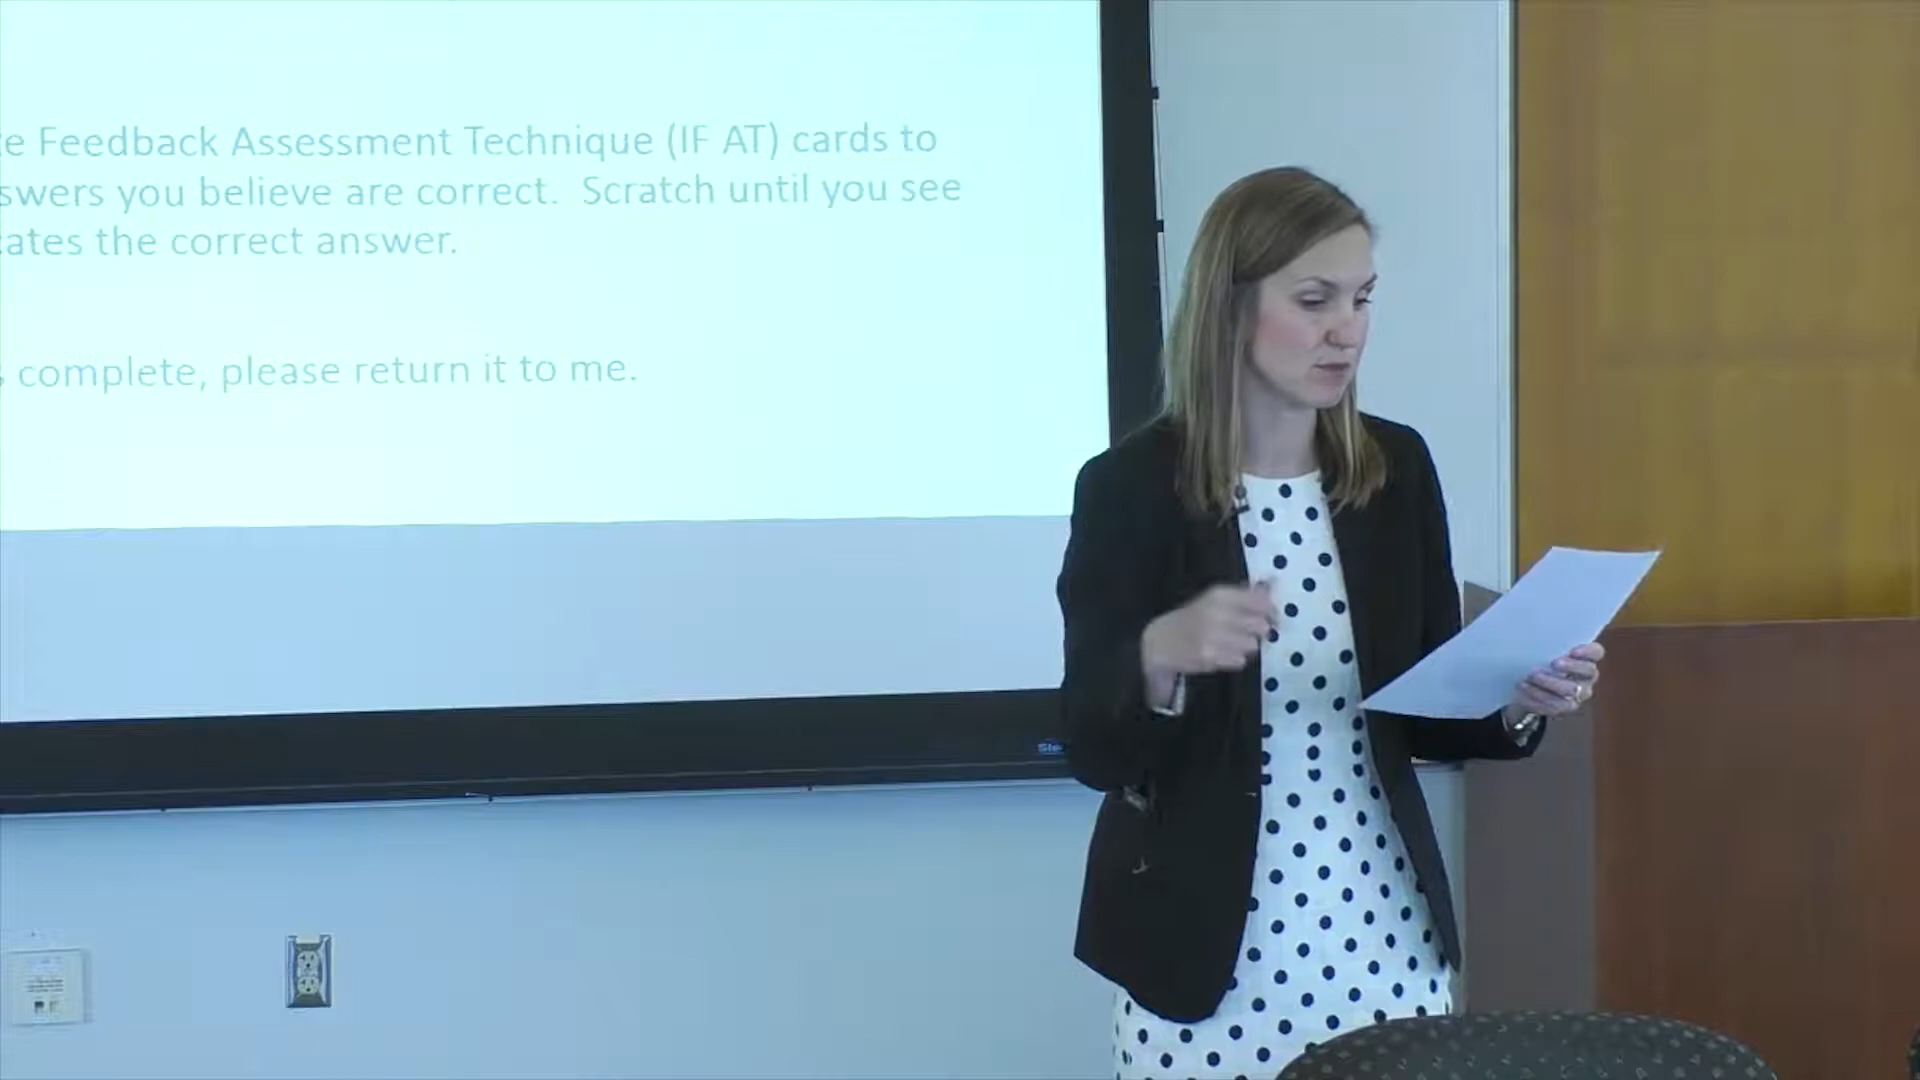 e Feedback Assessment Technique (IF AT) cards to
swers you believe are correct. Scratch until you see
cates the correct answer.
complete, please return it to me.